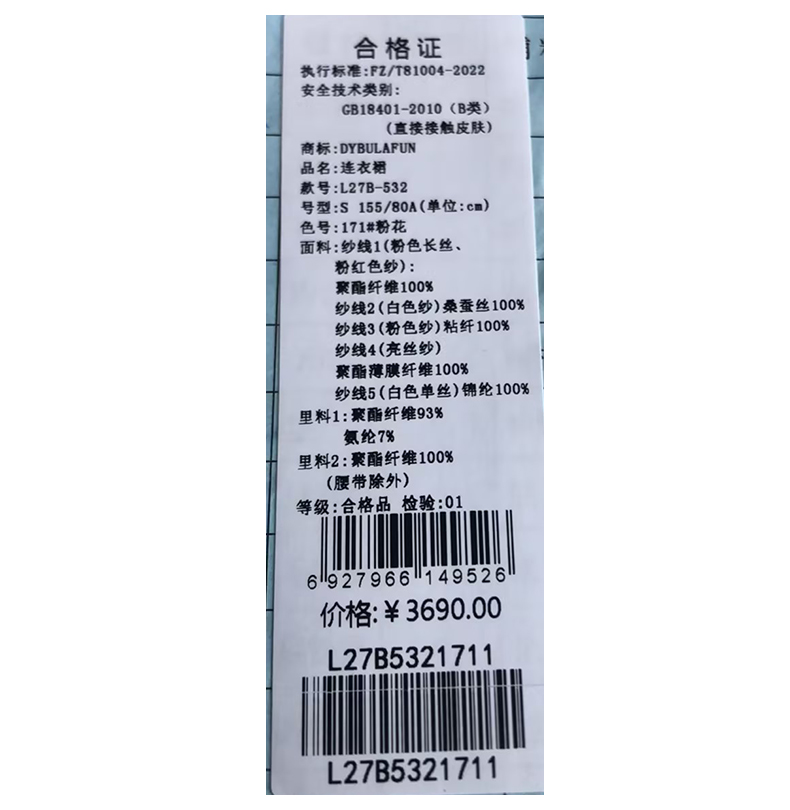 合格证
执行标准:FZ/T81004-2022
安全技术类别:
GB18401-2010（B类）
(直接接触皮肤)
商标:DYBULAFUN
品名:连衣裙
款号:L27B-532
号型:S 155/80A(单位:cm)
色号:171#粉花
面料:纱线1(粉色长丝、
粉红色纱):
聚酯纤维100%
纱线2(白色纱)桑蚕丝100%
纱线3(粉色纱)粘纤100%
纱线4(亮丝纱)
聚酯薄膜纤维100%
纱线5(白色单丝)锦纶100%
里料1:聚酯纤维93%
氨纶7%
里料2:聚酯纤维100%
(腰带除外)
等级:合格品 检验:01
6 927966 149526
价格:¥3690.00
L27B5321711
L27B5321711